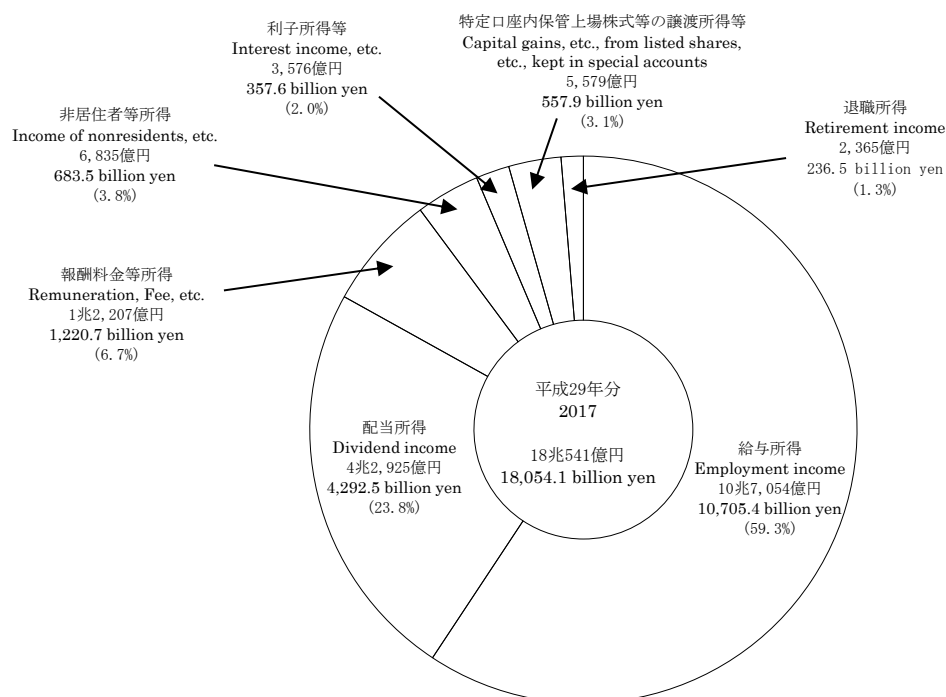 特定口座内保管上場株式等の譲渡所得等
Capital gains, etc., from listed shares,
etc., kept in special accounts
5,579億円
557.9 billion yen
(3.1%)
利子所得等
Interest income, etc.
3,576億円
357.6 billion yen
(2.0%)
非居住者等所得
Income of nonresidents, etc.
6,835億円
683.5 billion yen
(3.8%)
退職所得
Retirement income
2,365億円
236.5 billion yen
(1.3%)
報酬料金等所得
Remuneration, Fee, etc.
1兆2,207億円
1,220.7 billion yen
(6.7%)
平成29年分
2017
18兆541億円
18,054.1 billion yen
配当所得
Dividend income
4兆2,925億円
4,292.5 billion yen
(23.8%)
給与所得
Employment income
10兆7,054億円
10,705.4 billion yen
(59.3%)